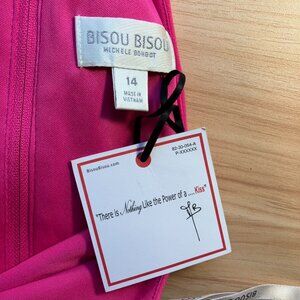 BISOU BISOU
MICHELE BOHBOT
14
MADE IN
VIETNAM
BisouBisou.com
"There is Nothing Like the Power of a .... Kiss"